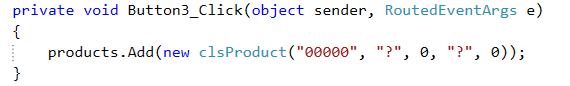 private void Button3_Click(object sender, RoutedEventArgs e)
{
products.Add(new clsProduct("00000", "?", 0, "?", 0));
}